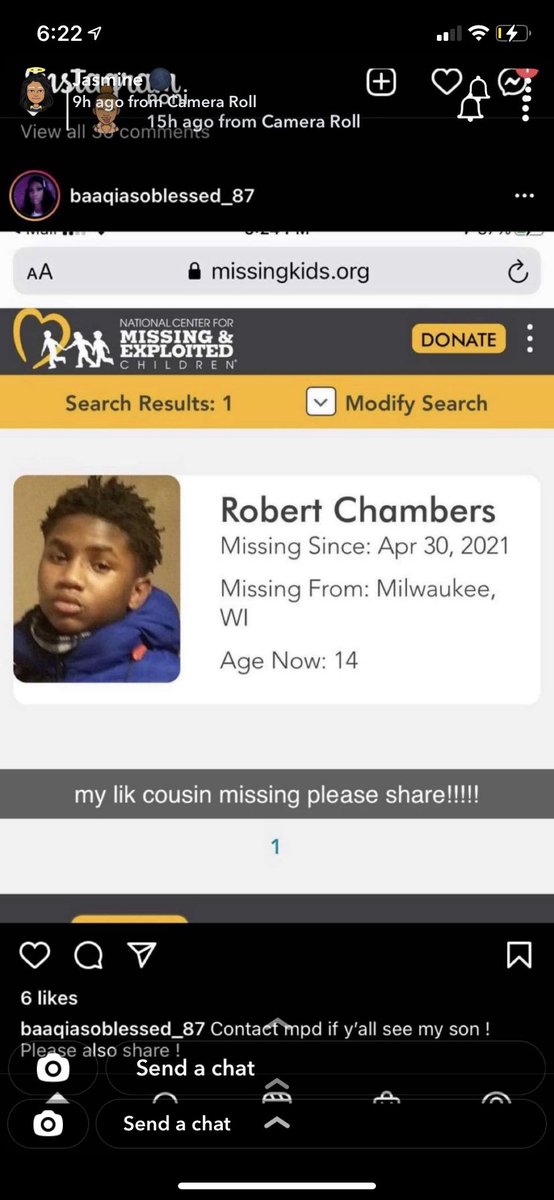 6:22
Instagram
Jasmine
9h ago from Camera Roll
15h ago from Camera Roll
View all 36 comments
baaqiasoblessed_87
AA missingkids.org
NATIONAL CENTER FOR
MISSING &
EXPLOITED
CHILDREN
DONATE
Search Results: 1
Modify Search
Robert Chambers
Missing Since: Apr 30, 2021
Missing From: Milwaukee,
WI
Age Now: 14
my lik cousin missing please share!!!!!
1
6 likes
baaqiasoblessed_87 Contact mpd if y'all see my son !
Please also share !
Send a chat
Send a chat